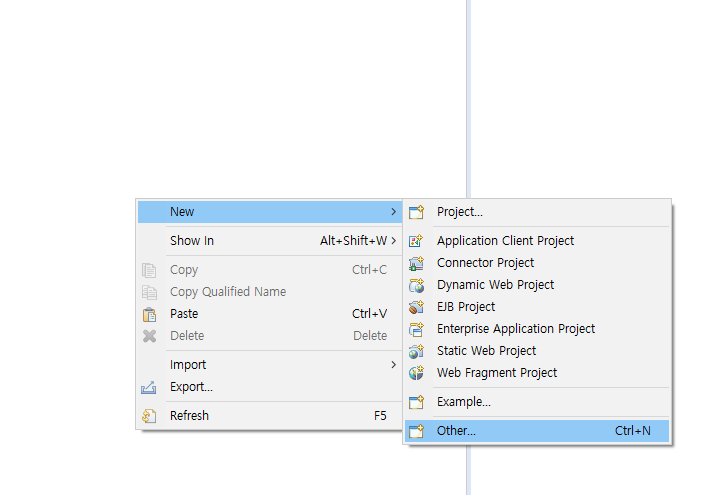 New
Show In Alt+Shift+W
Copy Ctrl+C
Copy Qualified Name
Paste Ctrl+V
Delete Delete
Import
Export...
Refresh F5
Project...
Application Client Project
Connector Project
Dynamic Web Project
EJB Project
Enterprise Application Project
Static Web Project
Web Fragment Project
Example...
Other... Ctrl+N